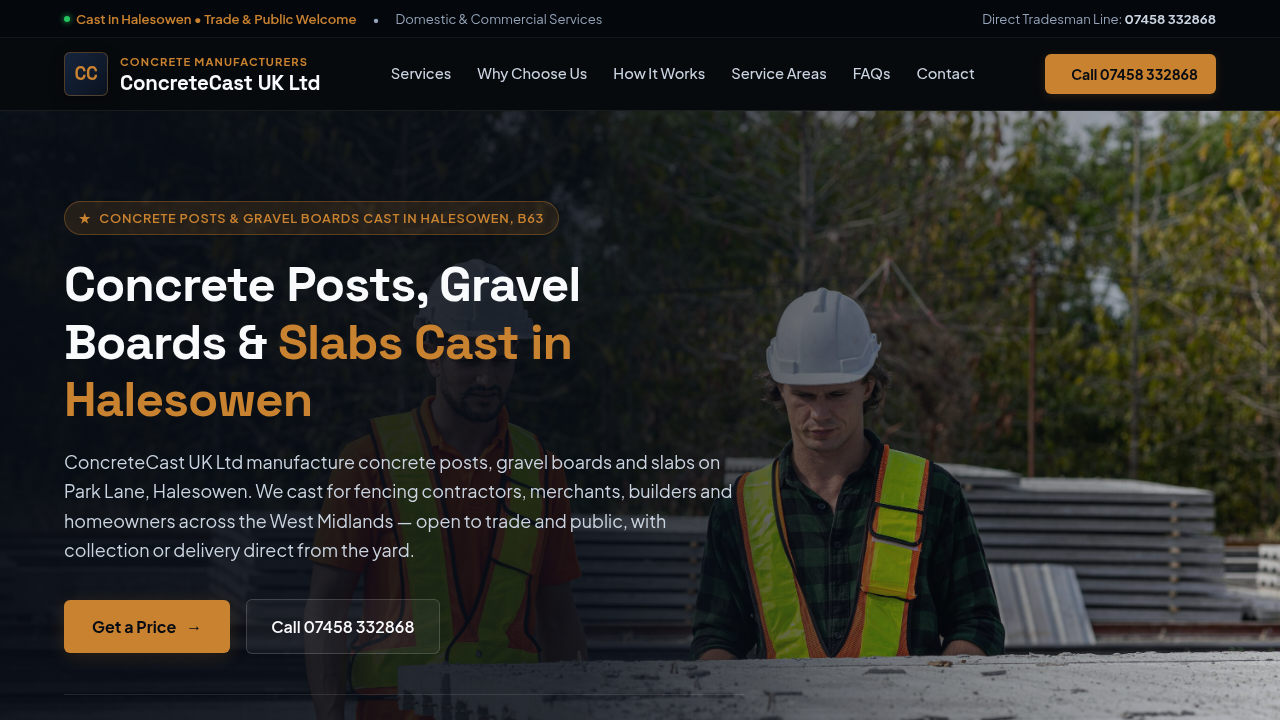 Cast in Halesowen • Trade & Public Welcome • Domestic & Commercial Services
Direct Tradesman Line: 07458 332868
CC
CONCRETE MANUFACTURERS
ConcreteCast UK Ltd
Services Why Choose Us How It Works Service Areas FAQs Contact
Call 07458 332868
★ CONCRETE POSTS & GRAVEL BOARDS CAST IN HALESOWEN, B63
Concrete Posts, Gravel
Boards & Slabs Cast in
Halesowen
ConcreteCast UK Ltd manufacture concrete posts, gravel boards and slabs on
Park Lane, Halesowen. We cast for fencing contractors, merchants, builders and
homeowners across the West Midlands — open to trade and public, with
collection or delivery direct from the yard.
Get a Price →
Call 07458 332868